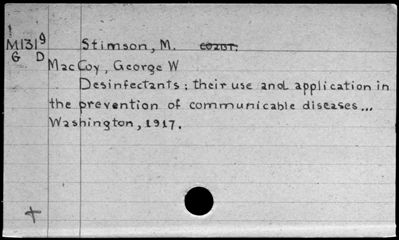 M1319 Stimson, M.
G D
MacCoy, George W
Desinfectants; their use and application in
the prevention of communicable diseases...
Washington, 1917.